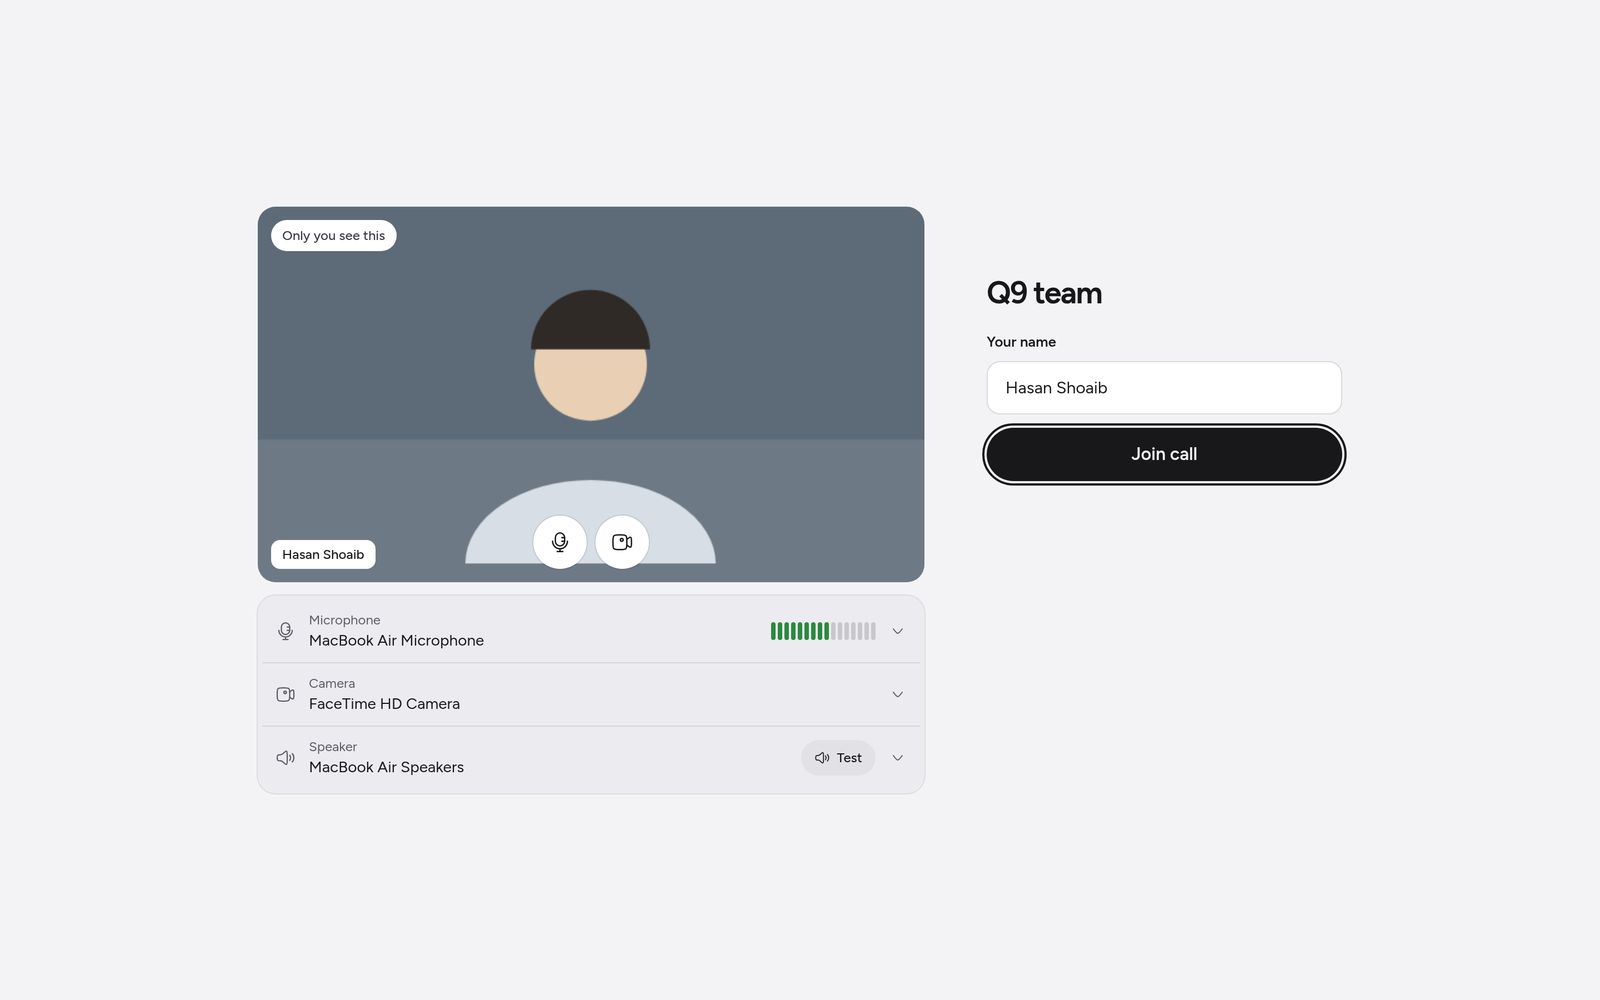 Only you see this
Hasan Shoaib
Microphone
MacBook Air Microphone
Camera
FaceTime HD Camera
Speaker
MacBook Air Speakers
Test
Q9 team
Your name
Hasan Shoaib
Join call